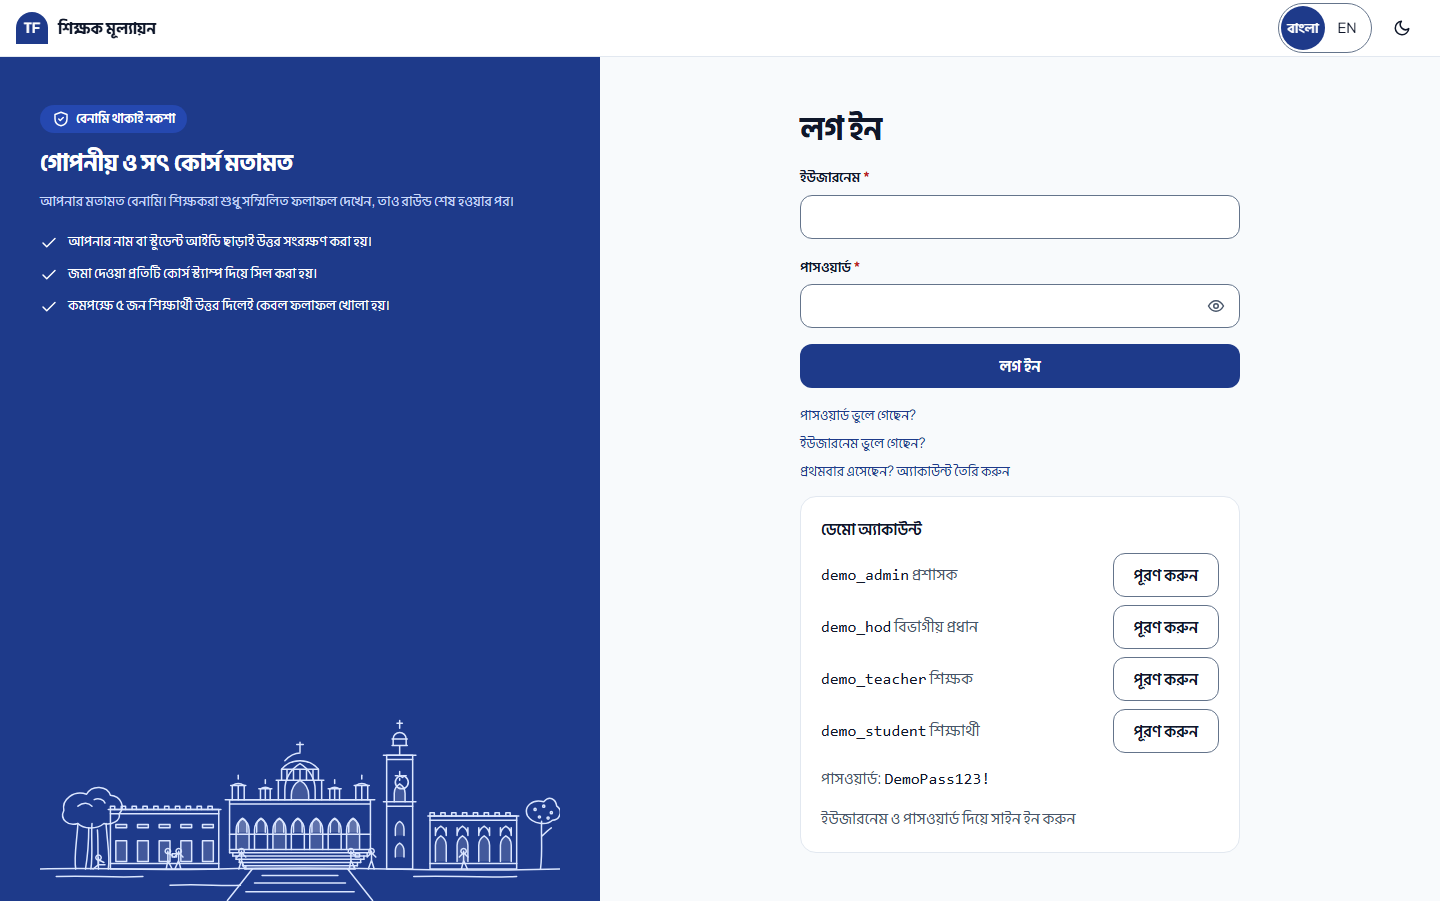 TF শিক্ষক মূল্যায়ন
বাংলা EN
বেনামি থাকাই নকশা
গোপনীয় ও সৎ কোর্স মতামত
আপনার মতামত বেনামি। শিক্ষকরা শুধু সম্মিলিত ফলাফল দেখেন, তাও রাউন্ড শেষ হওয়ার পর।
আপনার নাম বা স্টুডেন্ট আইডি ছাড়াই উত্তর সংরক্ষণ করা হয়।
জমা দেওয়া প্রতিটি কোর্স স্ট্যাম্প দিয়ে সিল করা হয়।
কমপক্ষে ৫ জন শিক্ষার্থী উত্তর দিলেই কেবল ফলাফল খোলা হয়।
লগ ইন
ইউজারনেম *
পাসওয়ার্ড *
লগ ইন
পাসওয়ার্ড ভুলে গেছেন?
ইউজারনেম ভুলে গেছেন?
প্রথমবার এসেছেন? অ্যাকাউন্ট তৈরি করুন
ডেমো অ্যাকাউন্ট
demo_admin প্রশাসক পূরণ করুন
demo_hod বিভাগীয় প্রধান পূরণ করুন
demo_teacher শিক্ষক পূরণ করুন
demo_student শিক্ষার্থী পূরণ করুন
পাসওয়ার্ড: DemoPass123!
ইউজারনেম ও পাসওয়ার্ড দিয়ে সাইন ইন করুন